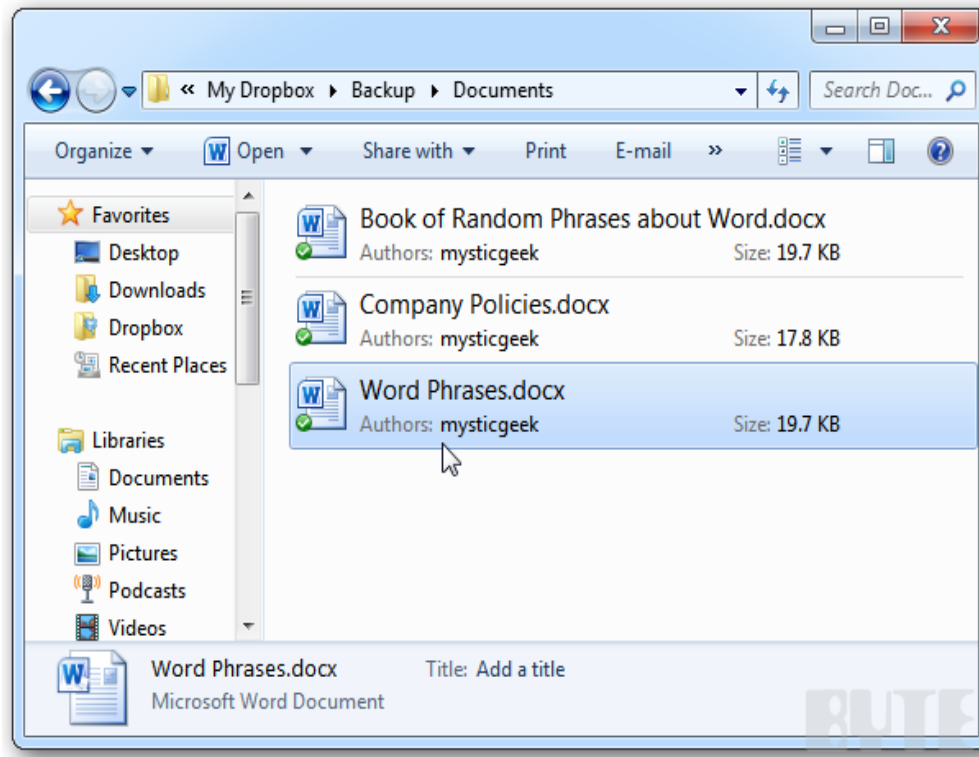 « My Dropbox Backup Documents
Search Doc...
Organize Open Share with Print E-mail »
Favorites
Desktop
Downloads
Dropbox
Recent Places
Libraries
Documents
Music
Pictures
Podcasts
Videos
Book of Random Phrases about Word.docx
Authors: mysticgeek Size: 19.7 KB
Company Policies.docx
Authors: mysticgeek Size: 17.8 KB
Word Phrases.docx
Authors: mysticgeek Size: 19.7 KB
Word Phrases.docx Title: Add a title
Microsoft Word Document
BYTE